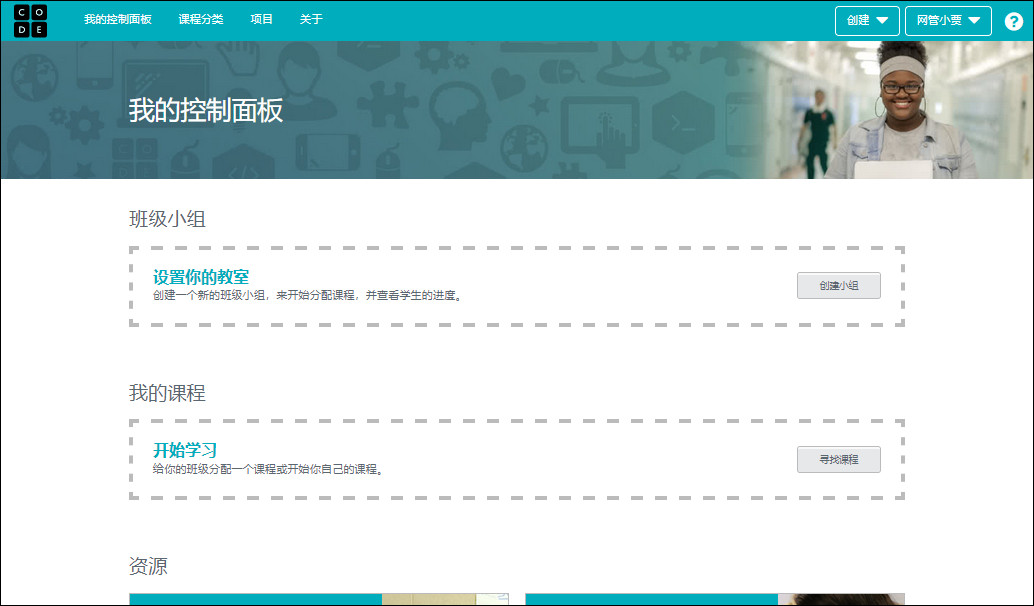 C O
D E
我的控制面板 课程分类 项目 关于 创建 网管小贾 ?
我的控制面板
班级小组
设置你的教室
创建一个新的班级小组，来开始分配课程，并查看学生的进度。
创建小组
我的课程
开始学习
给你的班级分配一个课程或开始你自己的课程。
寻找课程
资源